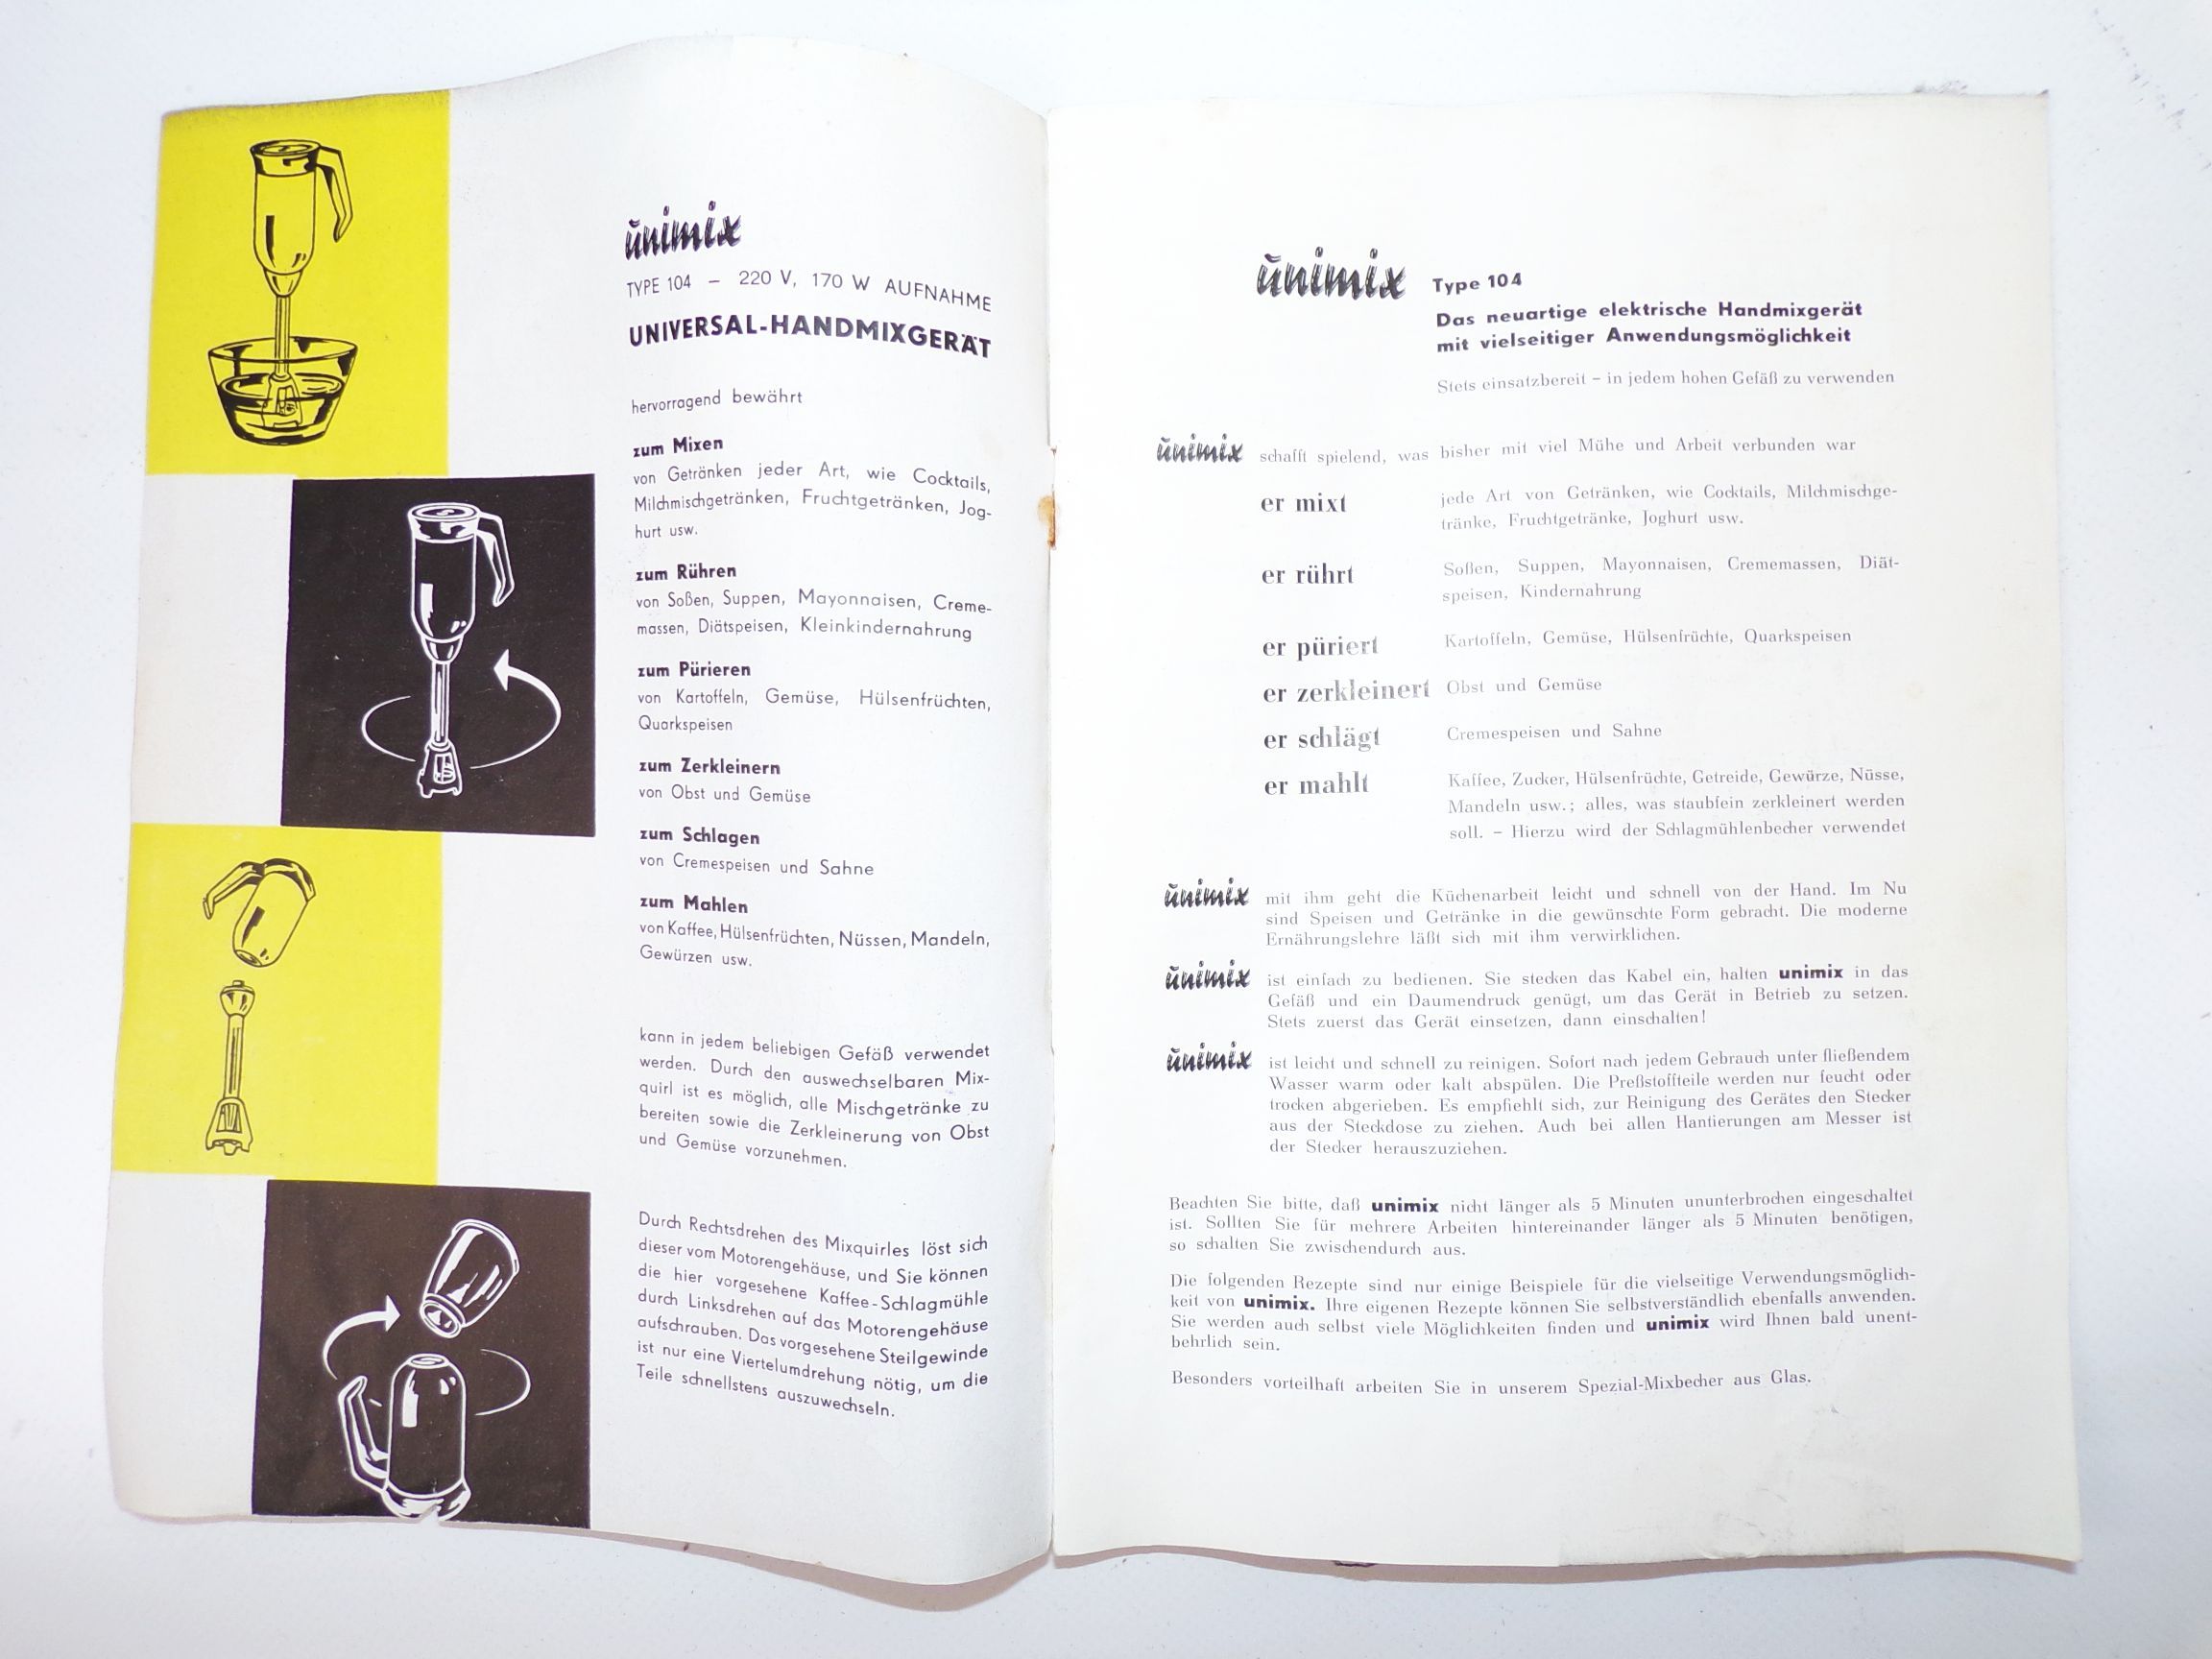 unimix
TYPE 104 – 220 V, 170 W AUFNAHME
UNIVERSAL-HANDMIXGERÄT
hervorragend bewährt
zum Mixen
von Getränken jeder Art, wie Cocktails,
Milchmischgetränken, Fruchtgetränken, Jog-
hurt usw.
zum Rühren
von Soßen, Suppen, Mayonnaisen, Creme-
massen, Diätspeisen, Kleinkindernahrung
zum Pürieren
von Kartoffeln, Gemüse, Hülsenfrüchten,
Quarkspeisen
zum Zerkleinern
von Obst und Gemüse
zum Schlagen
von Cremespeisen und Sahne
zum Mahlen
von Kaffee, Hülsenfrüchten, Nüssen, Mandeln,
Gewürzen usw.
kann in jedem beliebigen Gefäß verwendet
werden. Durch den auswechselbaren Mix-
quirl ist es möglich, alle Mischgetränke zu
bereiten sowie die Zerkleinerung von Obst
und Gemüse vorzunehmen.
Durch Rechtsdrehen des Mixquirles löst sich
dieser vom Motorengehäuse, und Sie können
die hier vorgesehene Kaffee-Schlagmühle
durch Linksdrehen auf das Motorengehäuse
aufschrauben. Das vorgesehene Steilgewinde
ist nur eine Viertelumdrehung nötig, um die
Teile schnellstens auszuwechseln.
unimix Type 104
Das neuartige elektrische Handmixgerät
mit vielseitiger Anwendungsmöglichkeit
Stets einsatzbereit – in jedem hohen Gefäß zu verwenden
unimix schafft spielend, was bisher mit viel Mühe und Arbeit verbunden war
er mixt jede Art von Getränken, wie Cocktails, Milchmischge-
tränke, Fruchtgetränke, Joghurt usw.
er rührt Soßen, Suppen, Mayonnaisen, Crememassen, Diät-
speisen, Kindernahrung
er püriert Kartoffeln, Gemüse, Hülsenfrüchte, Quarkspeisen
er zerkleinert Obst und Gemüse
er schlägt Cremespeisen und Sahne
er mahlt Kaffee, Zucker, Hülsenfrüchte, Getreide, Gewürze, Nüsse,
Mandeln usw.; alles, was staubfein zerkleinert werden
soll. – Hierzu wird der Schlagmühlenbecher verwendet
unimix mit ihm geht die Küchenarbeit leicht und schnell von der Hand. Im Nu
sind Speisen und Getränke in die gewünschte Form gebracht. Die moderne
Ernährungslehre läßt sich mit ihm verwirklichen.
unimix ist einfach zu bedienen. Sie stecken das Kabel ein, halten unimix in das
Gefäß und ein Daumendruck genügt, um das Gerät in Betrieb zu setzen.
Stets zuerst das Gerät einsetzen, dann einschalten!
unimix ist leicht und schnell zu reinigen. Sofort nach jedem Gebrauch unter fließendem
Wasser warm oder kalt abspülen. Die Preßstoffteile werden nur feucht oder
trocken abgerieben. Es empfiehlt sich, zur Reinigung des Gerätes den Stecker
aus der Steckdose zu ziehen. Auch bei allen Hantierungen am Messer ist
der Stecker herauszuziehen.
Beachten Sie bitte, daß unimix nicht länger als 5 Minuten ununterbrochen eingeschaltet
ist. Sollten Sie für mehrere Arbeiten hintereinander länger als 5 Minuten benötigen,
so schalten Sie zwischendurch aus.
Die folgenden Rezepte sind nur einige Beispiele für die vielseitige Verwendungsmöglich-
keit von unimix. Ihre eigenen Rezepte können Sie selbstverständlich ebenfalls anwenden.
Sie werden auch selbst viele Möglichkeiten finden und unimix wird Ihnen bald unent-
behrlich sein.
Besonders vorteilhaft arbeiten Sie in unserem Spezial-Mixbecher aus Glas.